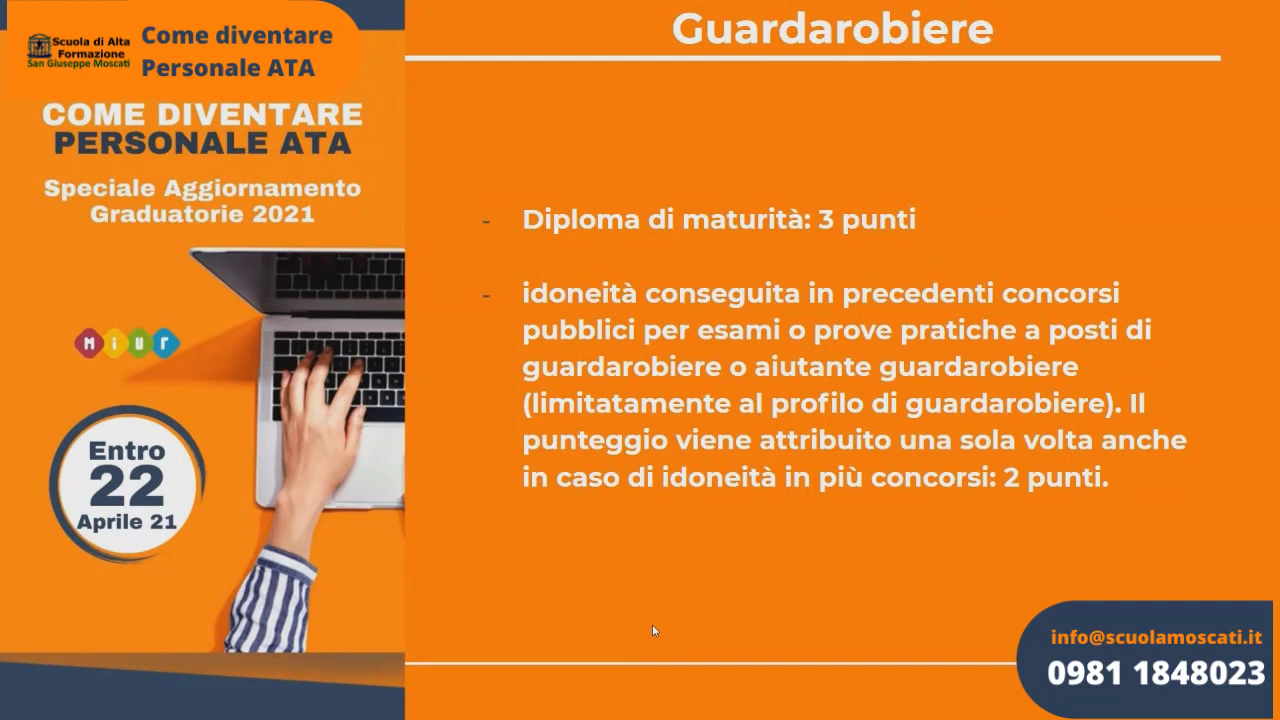 Scuola di Alta
Formazione
San Giuseppe Moscati
Come diventare
Personale ATA
COME DIVENTARE
PERSONALE ATA
Speciale Aggiornamento
Graduatorie 2021
MIUR
Entro
22
Aprile 21
Guardarobiere
- Diploma di maturità: 3 punti
- idoneità conseguita in precedenti concorsi
pubblici per esami o prove pratiche a posti di
guardarobiere o aiutante guardarobiere
(limitatamente al profilo di guardarobiere). Il
punteggio viene attribuito una sola volta anche
in caso di idoneità in più concorsi: 2 punti.
info@scuolamoscati.it
0981 1848023